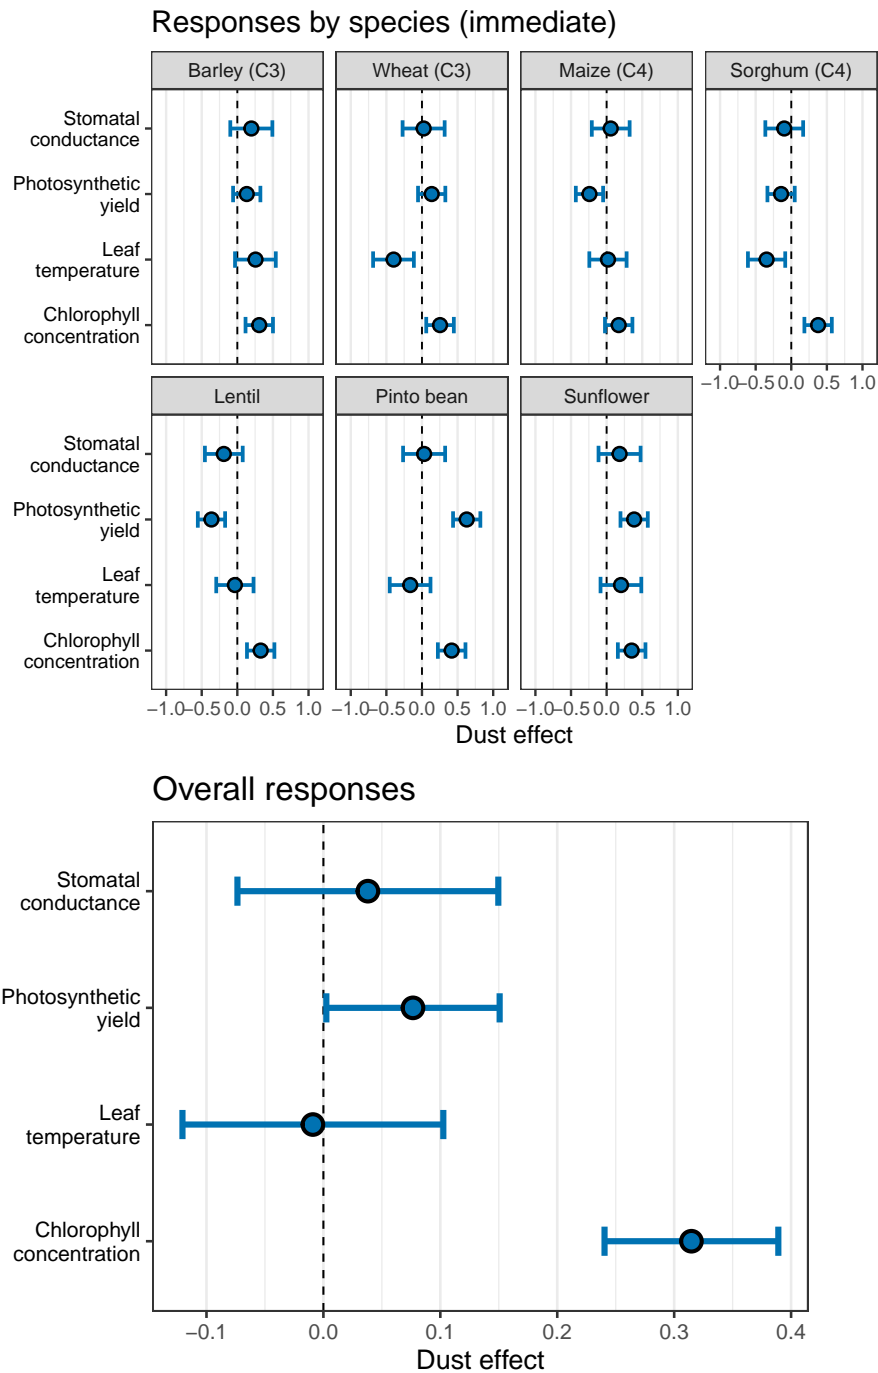 Responses by species (immediate)
Barley (C3) Wheat (C3) Maize (C4) Sorghum (C4)
Stomatal
conductance
Photosynthetic
yield
Leaf
temperature
Chlorophyll
concentration
−1.0 −0.5 0.0 0.5 1.0
Lentil Pinto bean Sunflower
Stomatal
conductance
Photosynthetic
yield
Leaf
temperature
Chlorophyll
concentration
−1.0 −0.5 0.0 0.5 1.0 −1.0 −0.5 0.0 0.5 1.0 −1.0 −0.5 0.0 0.5 1.0
Dust effect
Overall responses
Stomatal
conductance
Photosynthetic
yield
Leaf
temperature
Chlorophyll
concentration
−0.1 0.0 0.1 0.2 0.3 0.4
Dust effect